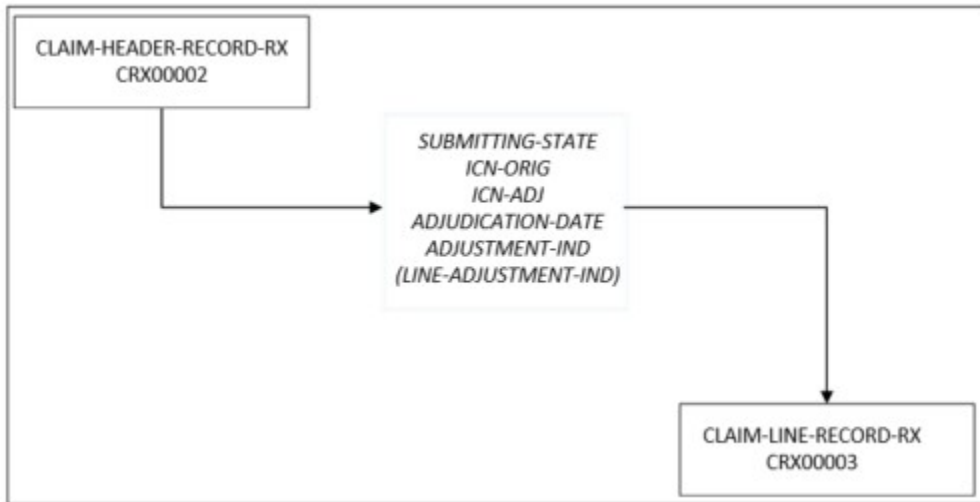 CLAIM-HEADER-RECORD-RX
CRX00002
SUBMITTING-STATE
ICN-ORIG
ICN-ADJ
ADJUDICATION-DATE
ADJUSTMENT-IND
(LINE-ADJUSTMENT-IND)
CLAIM-LINE-RECORD-RX
CRX00003